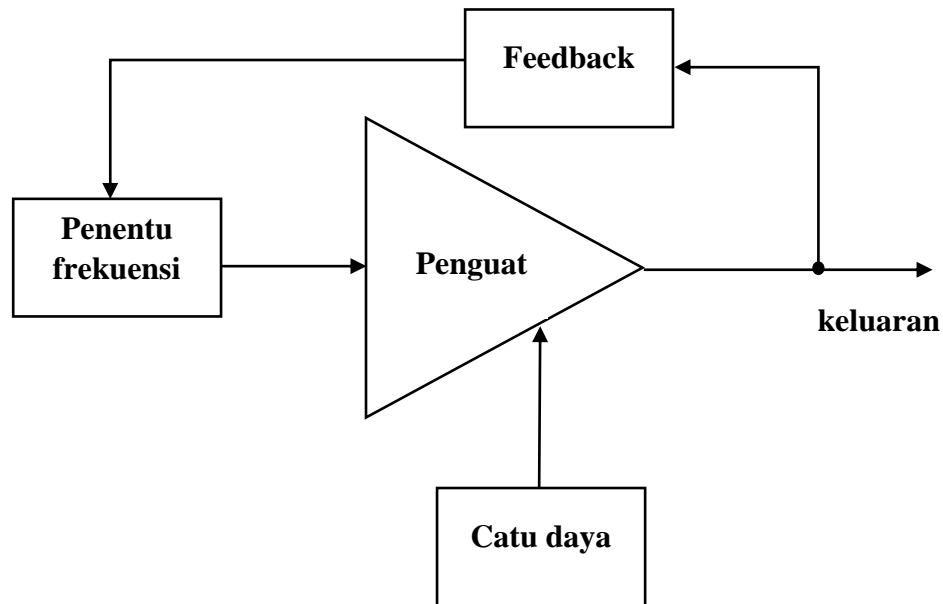 Feedback
Penentu
frekuensi
Penguat
keluaran
Catu daya